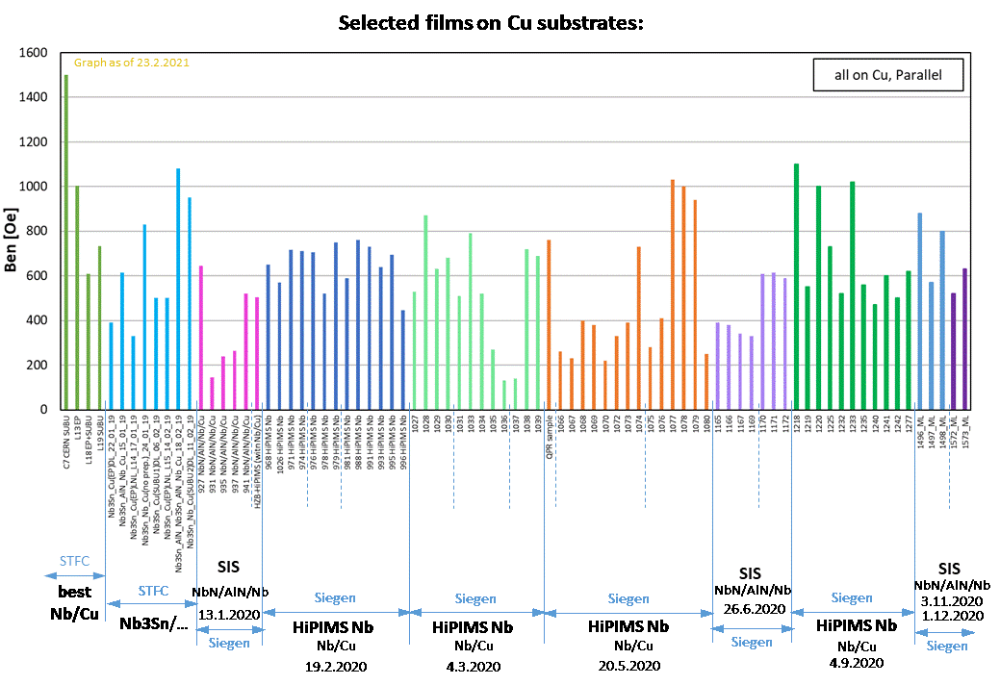 Selected films on Cu substrates:
Graph as of 23.2.2021
all on Cu, Parallel
Ben [Oe]
1600
1400
1200
1000
800
600
400
200
0
C7 CERN SUBU
L13 EP
L18 EP+SUBU
L19 SUBU
Nb3Sn_Cu(EP)DL_22_01_19
Nb3Sn_AlN_Nb_Cu_15_01_19
Nb3Sn_Cu(EP)LNL_L14_17_01_19
Nb3Sn_Nb_Cu(no prep.)_24_01_19
Nb3Sn_Cu(SUBU1)DL_06_02_19
Nb3Sn_Cu(EP)LNL_L15_14_02_19
Nb3Sn_AlN_Nb_Cu_18_02_19
Nb3Sn_Nb_Cu(SUBU2)DL_11_02_19
927 NbN/AlN/Nb/Cu
931 NbN/AlN/Nb/Cu
935 NbN/AlN/Nb/Cu
937 NbN/AlN/Nb/Cu
941 NbN/AlN/Nb/Cu
HZB-HiPIMS (witn Nb/Cu)
968 HiPIMS Nb
1026 HiPIMS Nb
971 HiPIMS Nb
974 HiPIMS Nb
976 HiPIMS Nb
978 HiPIMS Nb
979 HiPIMS Nb
981 HiPIMS Nb
988 HiPIMS Nb
991 HiPIMS Nb
993 HiPIMS Nb
995 HiPIMS Nb
996 HiPIMS Nb
1027
1028
1029
1030
1031
1033
1034
1035
1036
1037
1038
1039
QPR sample
1066
1067
1068
1069
1070
1072
1073
1074
1075
1076
1077
1078
1079
1080
1165
1166
1167
1169
1170
1171
1172
1218
1219
1220
1225
1232
1233
1235
1240
1241
1242
1277
1496_ML
1497_ML
1498_ML
1572_ML
1573_ML
STFC
best
Nb/Cu
STFC
Nb3Sn/...
SIS
NbN/AlN/Nb
13.1.2020
Siegen
Siegen
HiPIMS Nb
Nb/Cu
19.2.2020
Siegen
HiPIMS Nb
Nb/Cu
4.3.2020
Siegen
HiPIMS Nb
Nb/Cu
20.5.2020
SIS
NbN/AlN/Nb
26.6.2020
Siegen
Siegen
HiPIMS Nb
Nb/Cu
4.9.2020
SIS
NbN/AlN/Nb
3.11.2020
1.12.2020
Siegen